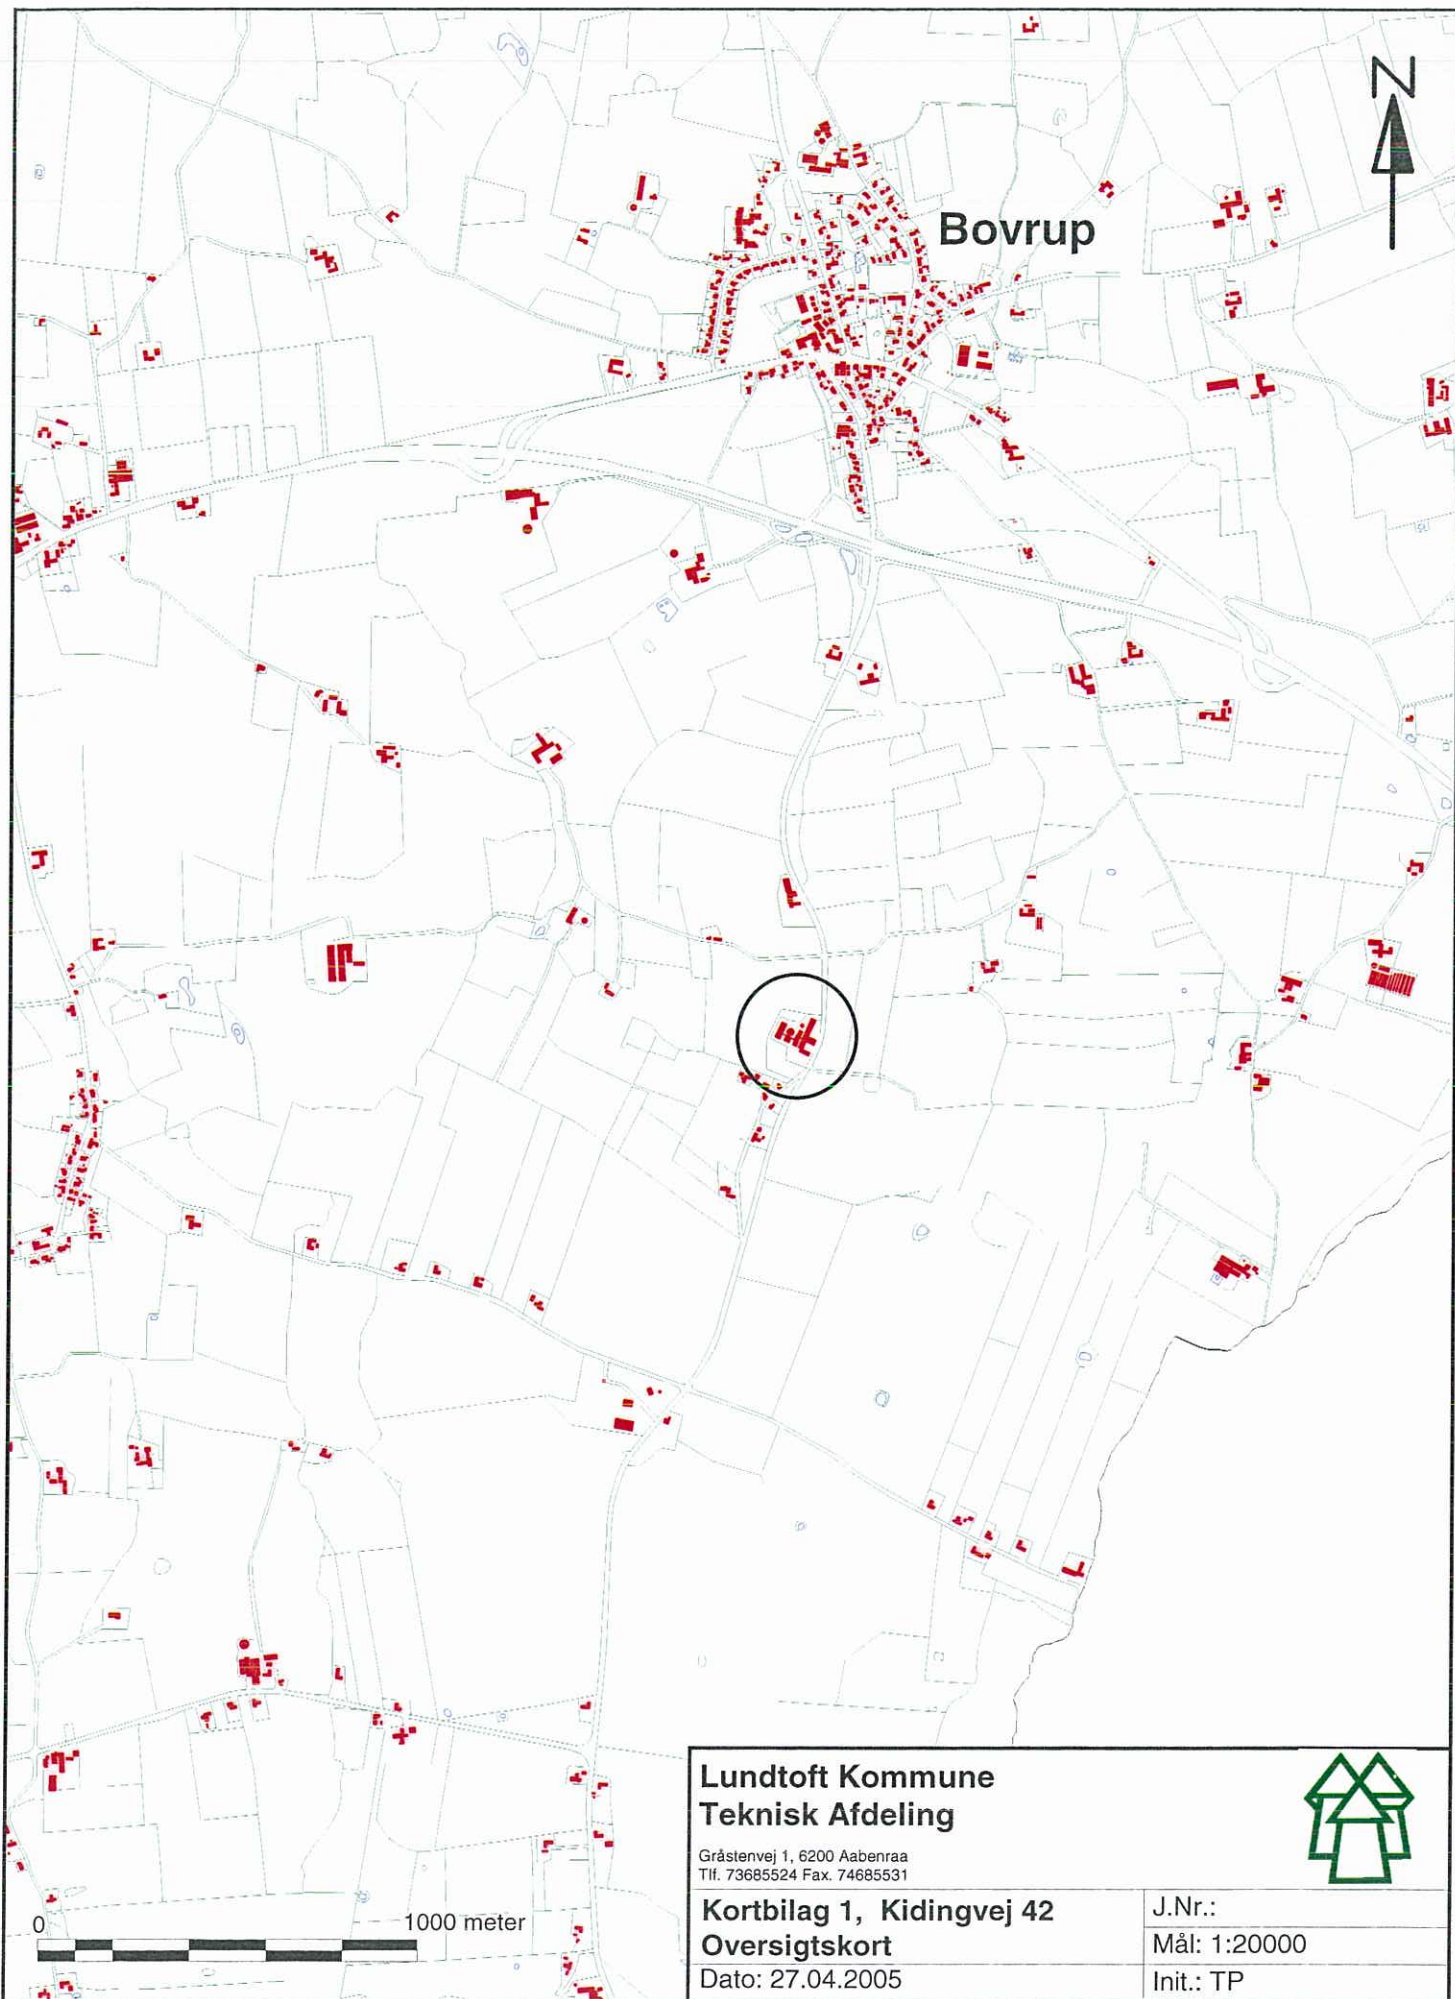 N
Bovrup
Lundtoft Kommune
Teknisk Afdeling
Gråstenvej 1, 6200 Aabenraa
Tlf. 73685524 Fax. 74685531
Kortbilag 1, Kidingvej 42
Oversigtskort
Dato: 27.04.2005
J.Nr.:
Mål: 1:20000
Init.: TP
0 1000 meter